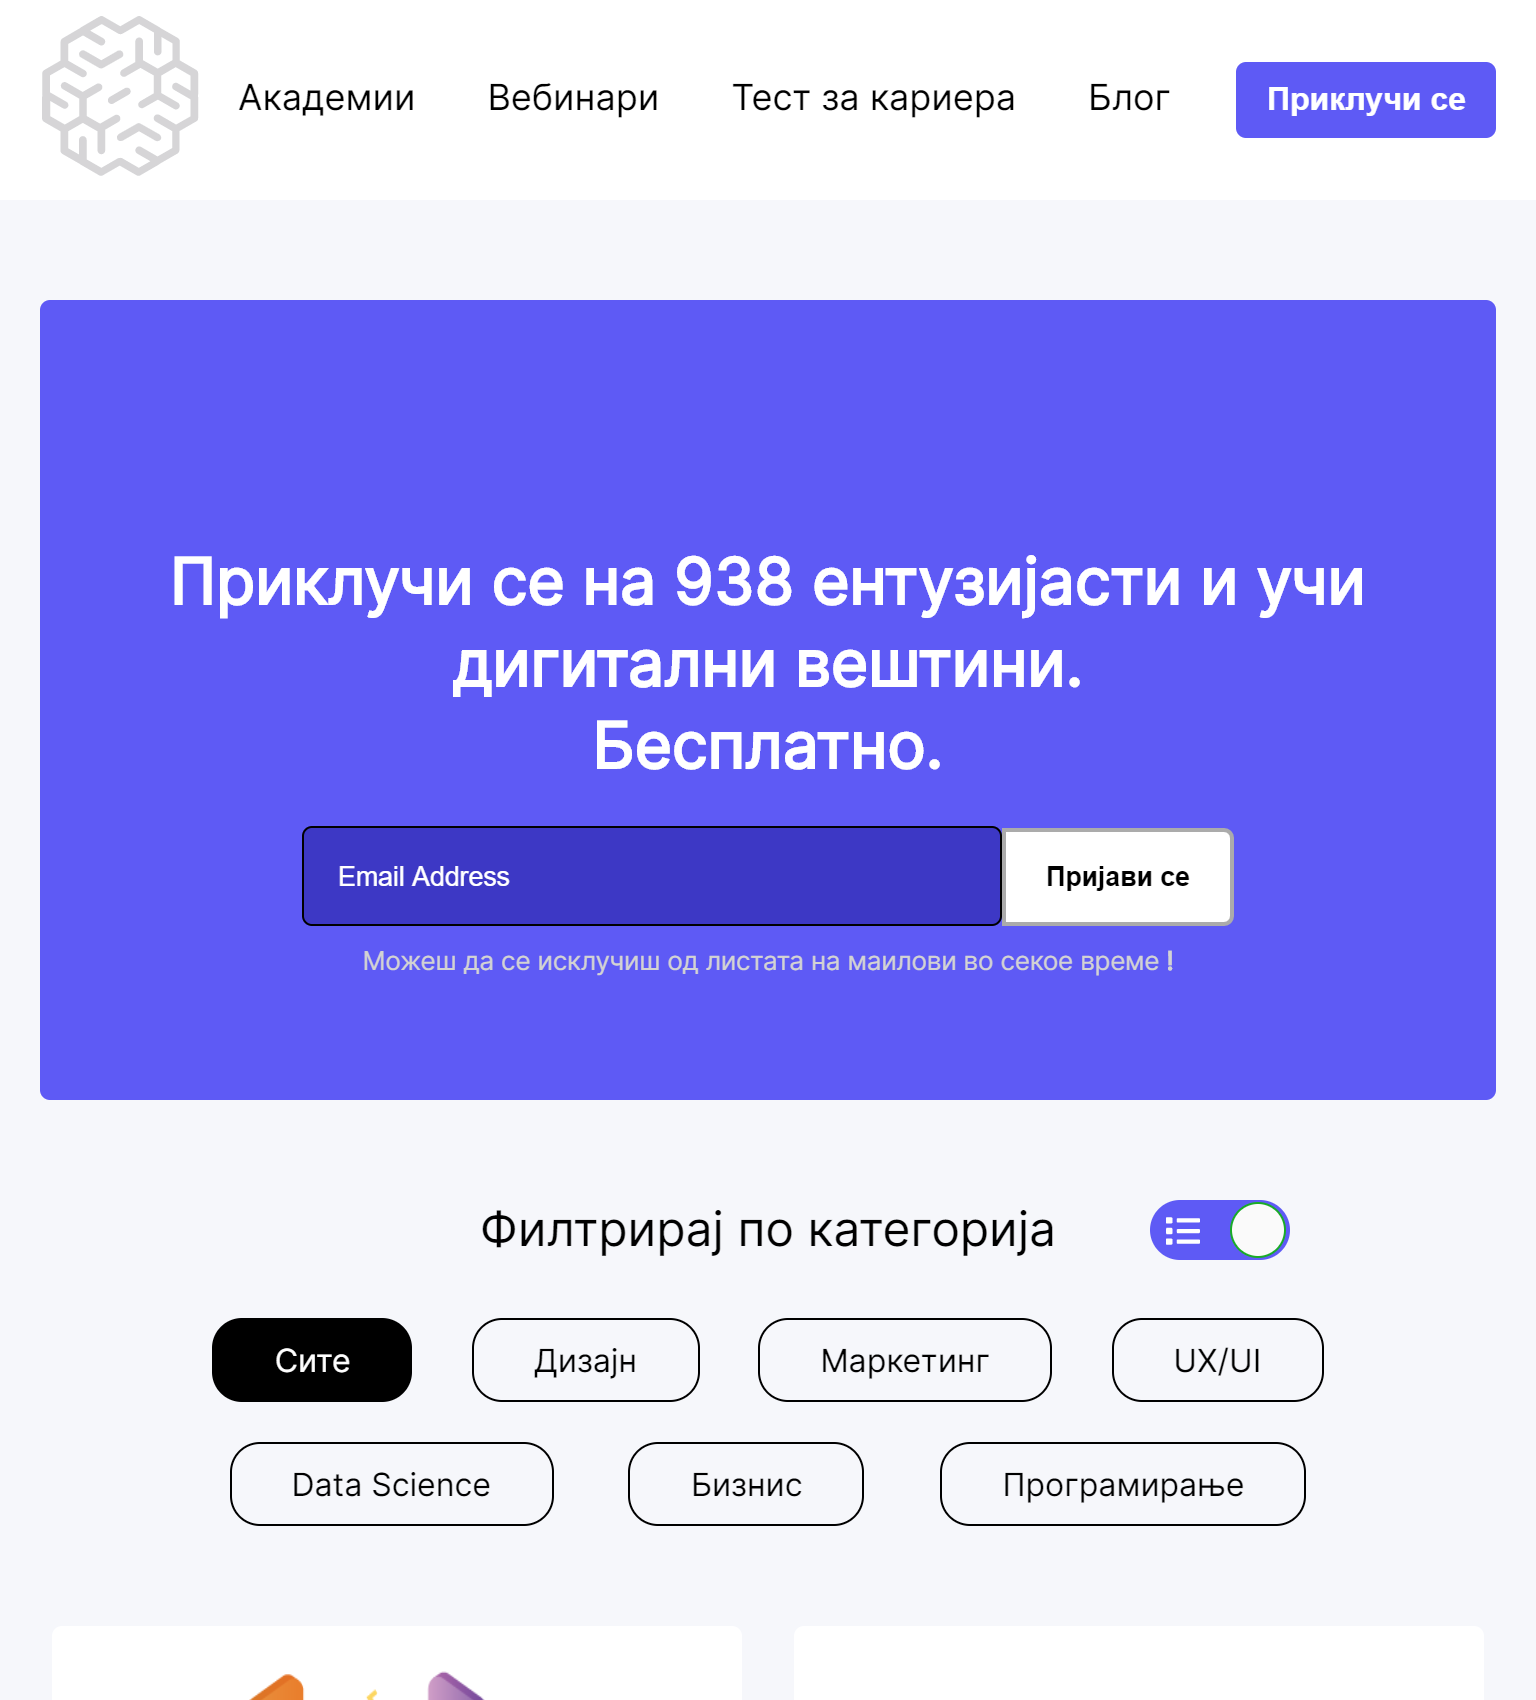 Академии Вебинари Тест за кариера Блог Приклучи се
Приклучи се на 938 ентузијасти и учи
дигитални вештини.
Бесплатно.
Email Address Пријави се
Можеш да се исклучиш од листата на маилови во секое време !
Филтрирај по категорија
Сите Дизајн Маркетинг UX/UI
Data Science Бизнис Програмирање